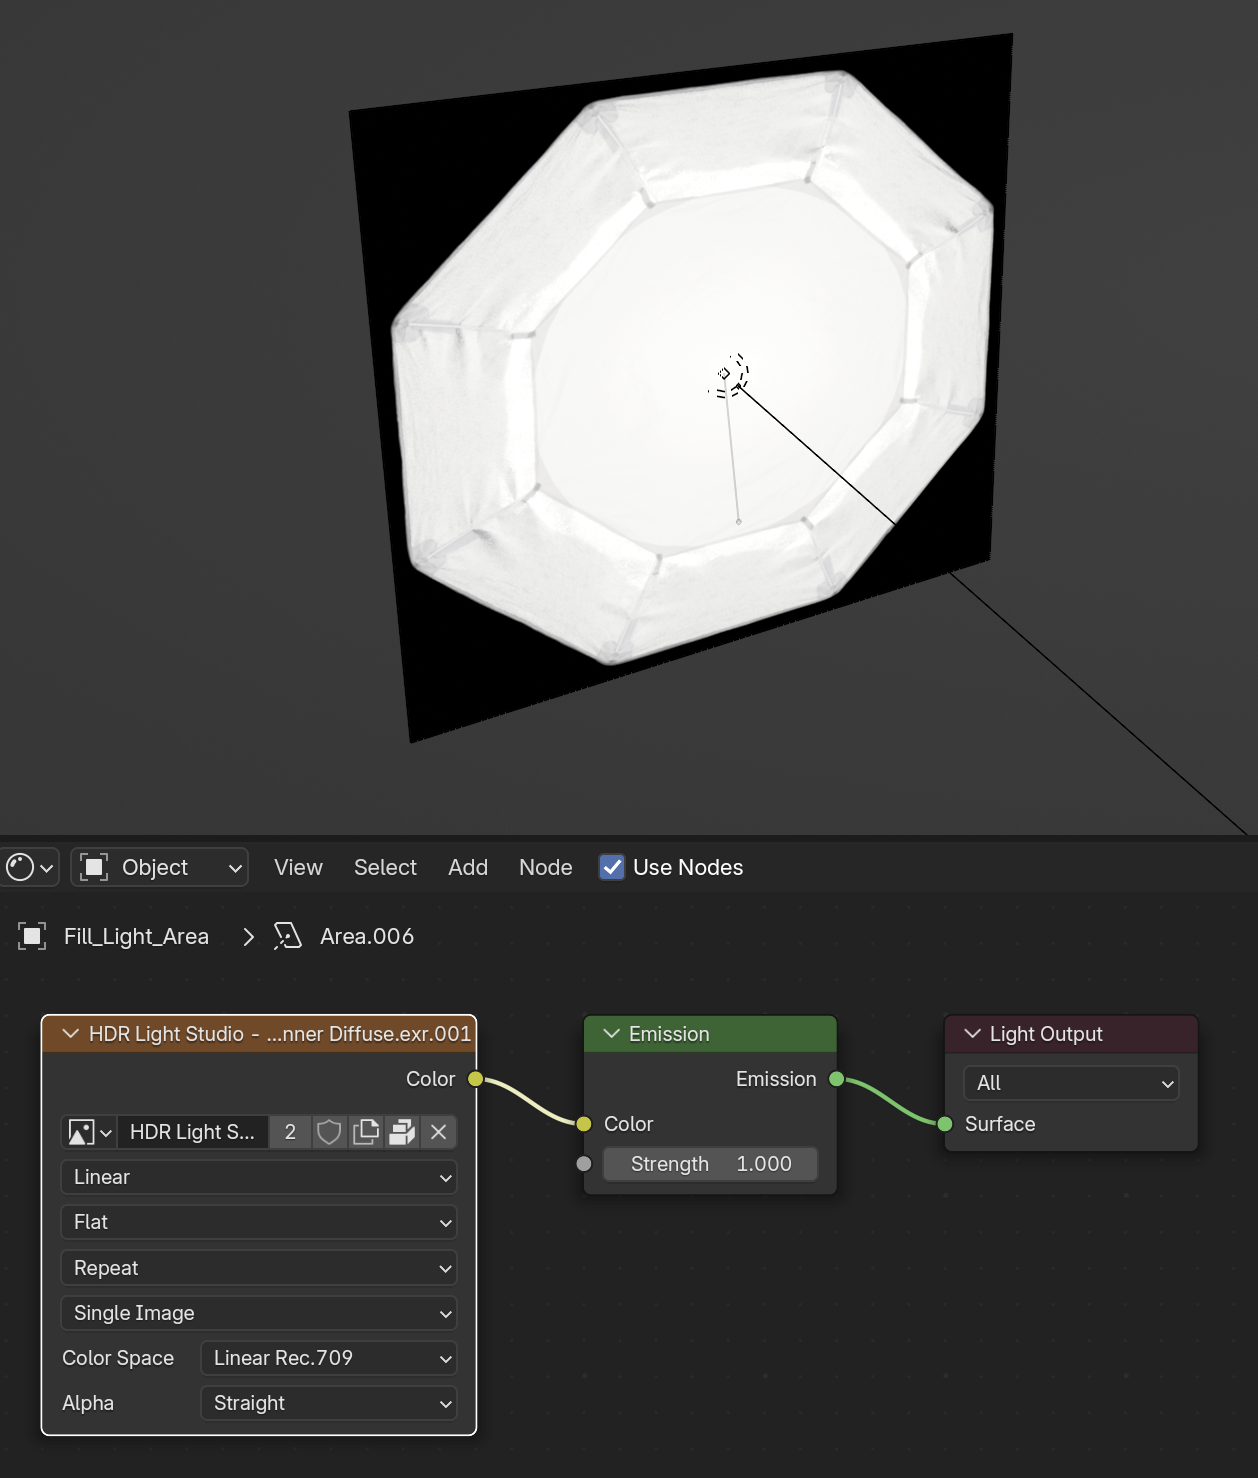 Object View Select Add Node Use Nodes
Fill_Light_Area Area.006
HDR Light Studio - ...nner Diffuse.exr.001
Color
HDR Light S... 2
Linear
Flat
Repeat
Single Image
Color Space Linear Rec.709
Alpha Straight
Emission
Emission
Color
Strength 1.000
Light Output
All
Surface